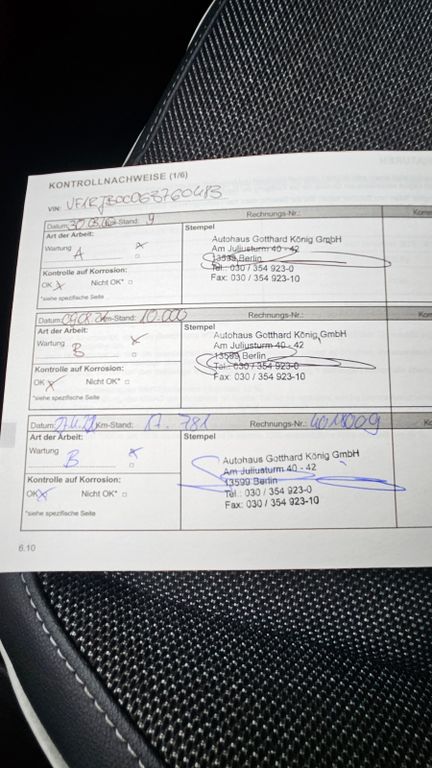 KONTROLLNACHWEISE (1/6)
VIN:
Datum: Km-Stand: 9 Rechnungs-Nr.:
Art der Arbeit:
Wartung
A
Kontrolle auf Korrosion:
OK Nicht OK*
*siehe spezifische Seite
Stempel
Autohaus Gotthard König GmbH
Am Juliusturm 40 - 42
13599 Berlin
Tel.: 030 / 354 923-0
Fax: 030 / 354 923-10
Datum: Km-Stand: 10.000 Rechnungs-Nr.:
Art der Arbeit:
Wartung
B
Kontrolle auf Korrosion:
OK Nicht OK*
*siehe spezifische Seite
Stempel
Autohaus Gotthard König GmbH
Am Juliusturm 40 - 42
13599 Berlin
Tel.: 030 / 354 923-0
Fax: 030 / 354 923-10
Datum: Km-Stand: 17.781 Rechnungs-Nr.: 4011009
Art der Arbeit:
Wartung
B
Kontrolle auf Korrosion:
OK Nicht OK*
*siehe spezifische Seite
Stempel
Autohaus Gotthard König GmbH
Am Juliusturm 40 - 42
13599 Berlin
Tel.: 030 / 354 923-0
Fax: 030 / 354 923-10
6.10